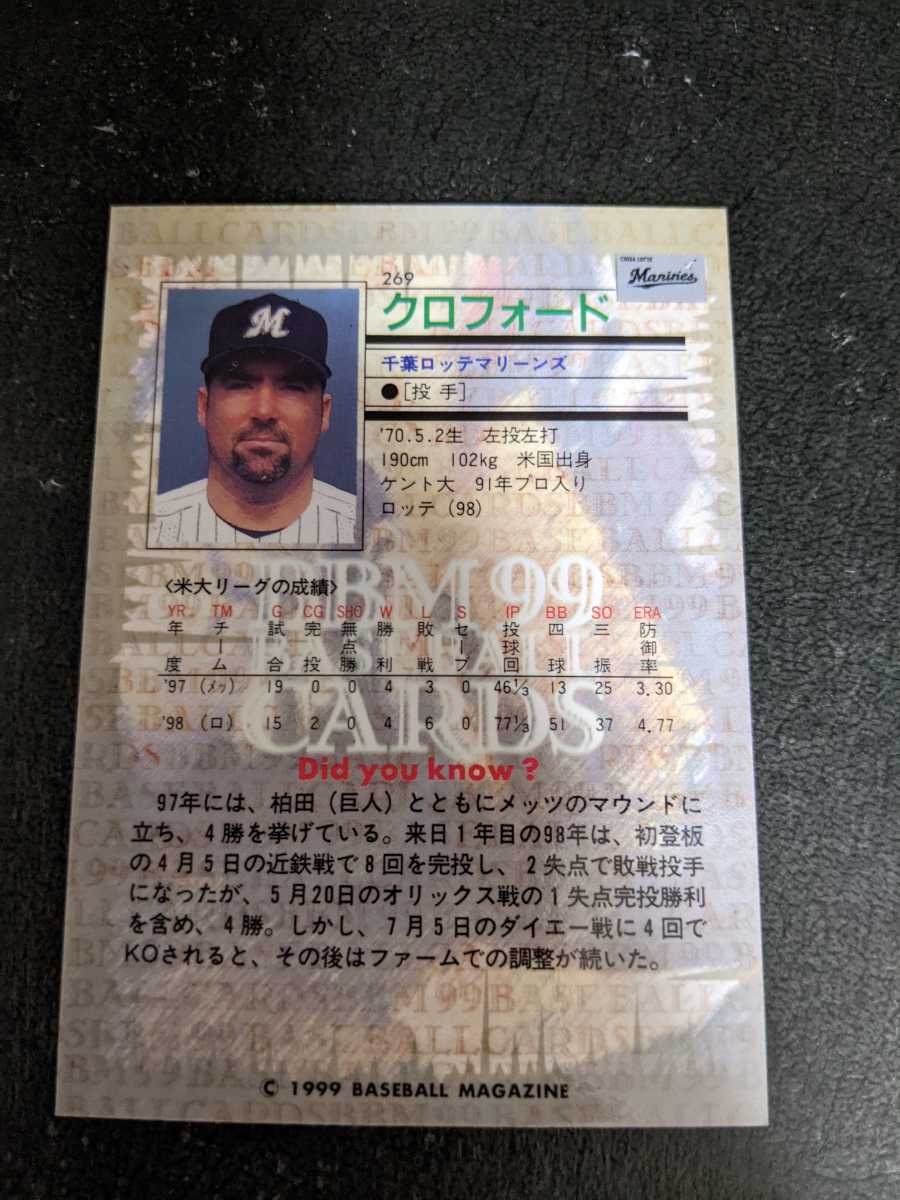 269
CHIBA LOTTE
Marines
M
クロフォード
千葉ロッテマリーンズ
●[投 手]
'70.5.2生 左投左打
190cm 102kg 米国出身
ケント大 91年プロ入り
ロッテ (98)
〈米大リーグの成績〉
YR TM G CG SHO W L S IP BB SO ERA
年度 チーム 試合 完投 無点勝 勝利 敗戦 セーブ 投球回 四球 三振 防御率
'97 (メッ) 19 0 0 4 3 0 46⅓ 13 25 3.30
'98 (ロ) 15 2 0 4 6 0 77⅓ 51 37 4.77
BBM 99
BASEBALL
CARDS
Did you know?
97年には、柏田（巨人）とともにメッツのマウンドに
立ち、4勝を挙げている。来日1年目の98年は、初登板
の4月5日の近鉄戦で8回を完投し、2失点で敗戦投手
になったが、5月20日のオリックス戦の1失点完投勝利
を含め、4勝。しかし、7月5日のダイエー戦に4回で
KOされると、その後はファームでの調整が続いた。
© 1999 BASEBALL MAGAZINE